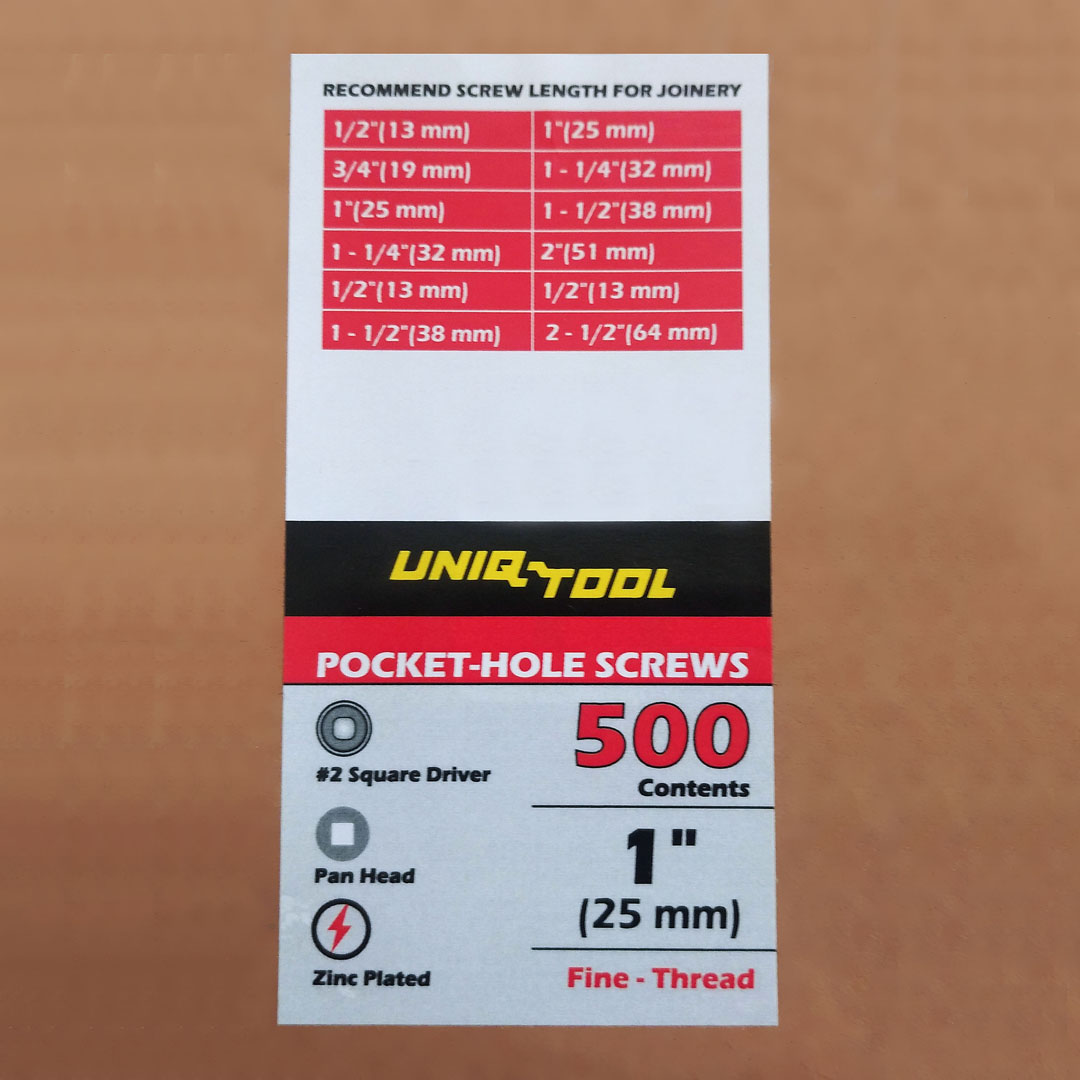 RECOMMEND SCREW LENGTH FOR JOINERY
1/2"(13 mm) 1"(25 mm)
3/4"(19 mm) 1 - 1/4"(32 mm)
1"(25 mm) 1 - 1/2"(38 mm)
1 - 1/4"(32 mm) 2"(51 mm)
1/2"(13 mm) 1/2"(13 mm)
1 - 1/2"(38 mm) 2 - 1/2"(64 mm)
UNIQ-TOOL
POCKET-HOLE SCREWS
#2 Square Driver
Pan Head
Zinc Plated
500
Contents
1"
(25 mm)
Fine - Thread